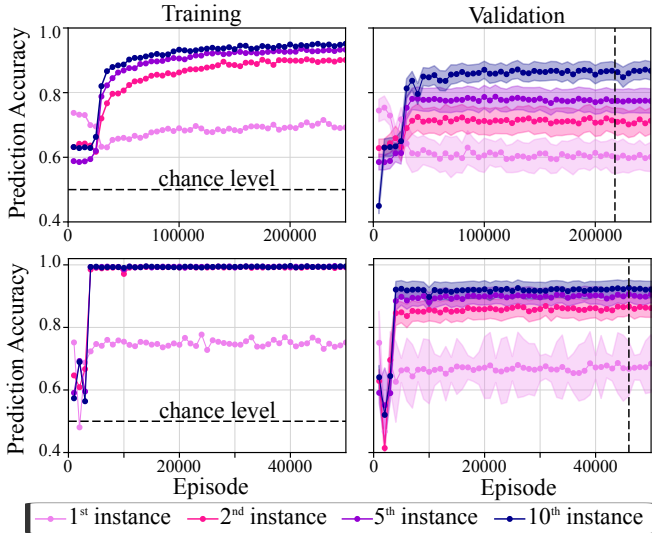 Training
Validation
Prediction Accuracy
1.0
0.8
0.6
0.4
chance level
0
100000
200000
0
100000
200000
Prediction Accuracy
1.0
0.8
0.6
0.4
chance level
0
20000
40000
0
20000
40000
Episode
Episode
1st instance
2nd instance
5th instance
10th instance